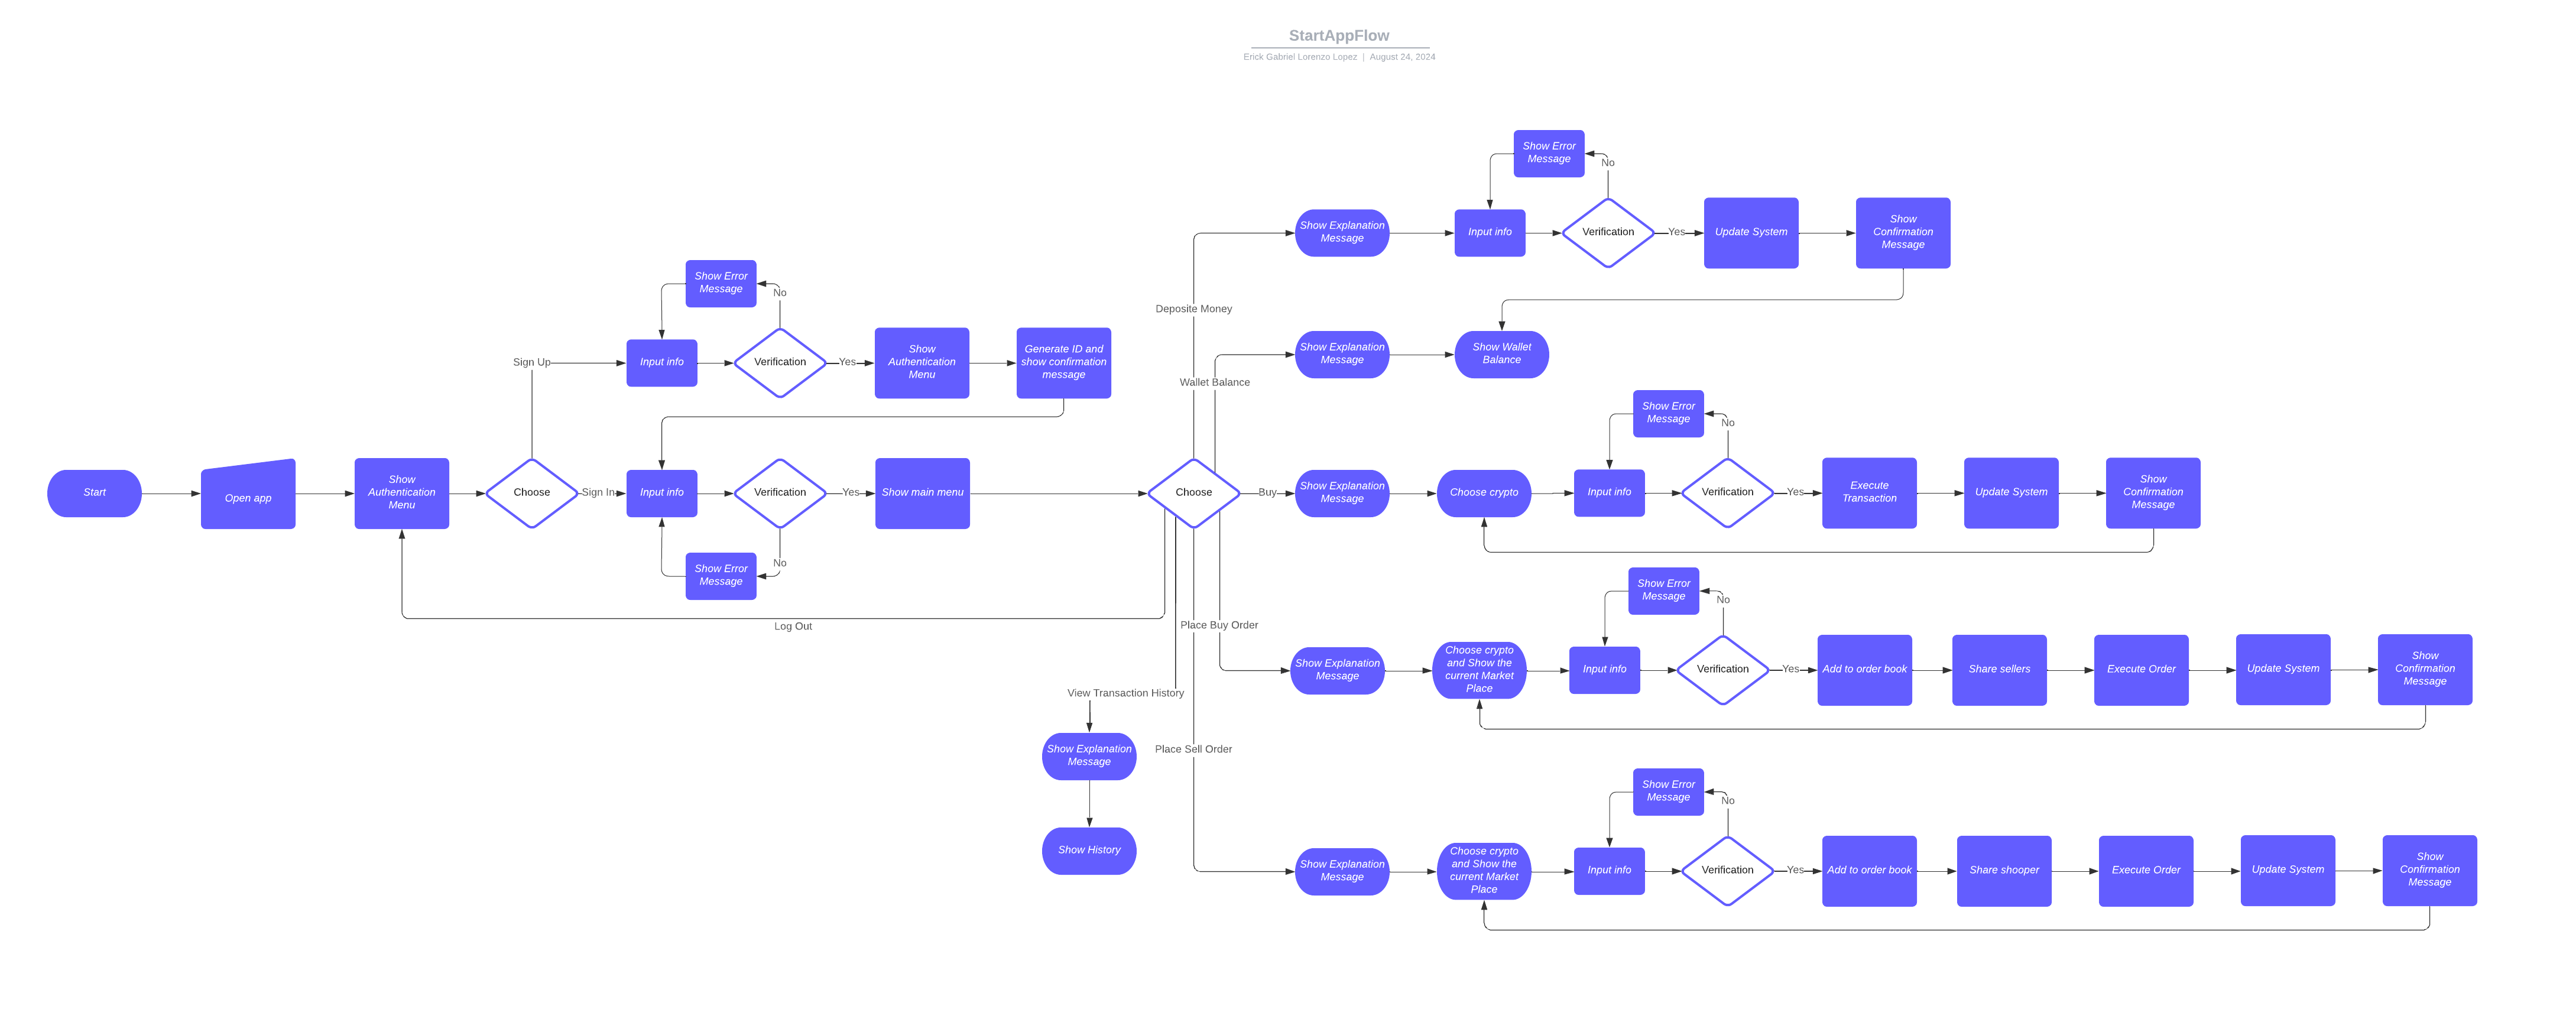 StartAppFlow
Erick Gabriel Lorenzo Lopez | August 24, 2024
Show Error
Message
No
Show Explanation
Message
Input info
Verification
Yes
Update System
Show
Confirmation
Message
Deposite Money
Show Explanation
Message
Show Wallet
Balance
Wallet Balance
Show Error
Message
No
Sign Up
Input info
Verification
Yes
Show
Authentication
Menu
Generate ID and
show confirmation
message
Start
Open app
Show
Authentication
Menu
Choose
Sign In
Input info
Verification
Yes
Show main menu
Choose
No
Show Error
Message
Log Out
Show Error
Message
No
Buy
Show Explanation
Message
Choose crypto
Input info
Verification
Yes
Execute
Transaction
Update System
Show
Confirmation
Message
Show Error
Message
No
Place Buy Order
Show Explanation
Message
Choose crypto
and Show the
current Market
Place
Input info
Verification
Yes
Add to order book
Share sellers
Execute Order
Update System
Show
Confirmation
Message
View Transaction History
Show Explanation
Message
Show History
Place Sell Order
Show Error
Message
No
Show Explanation
Message
Choose crypto
and Show the
current Market
Place
Input info
Verification
Yes
Add to order book
Share shooper
Execute Order
Update System
Show
Confirmation
Message